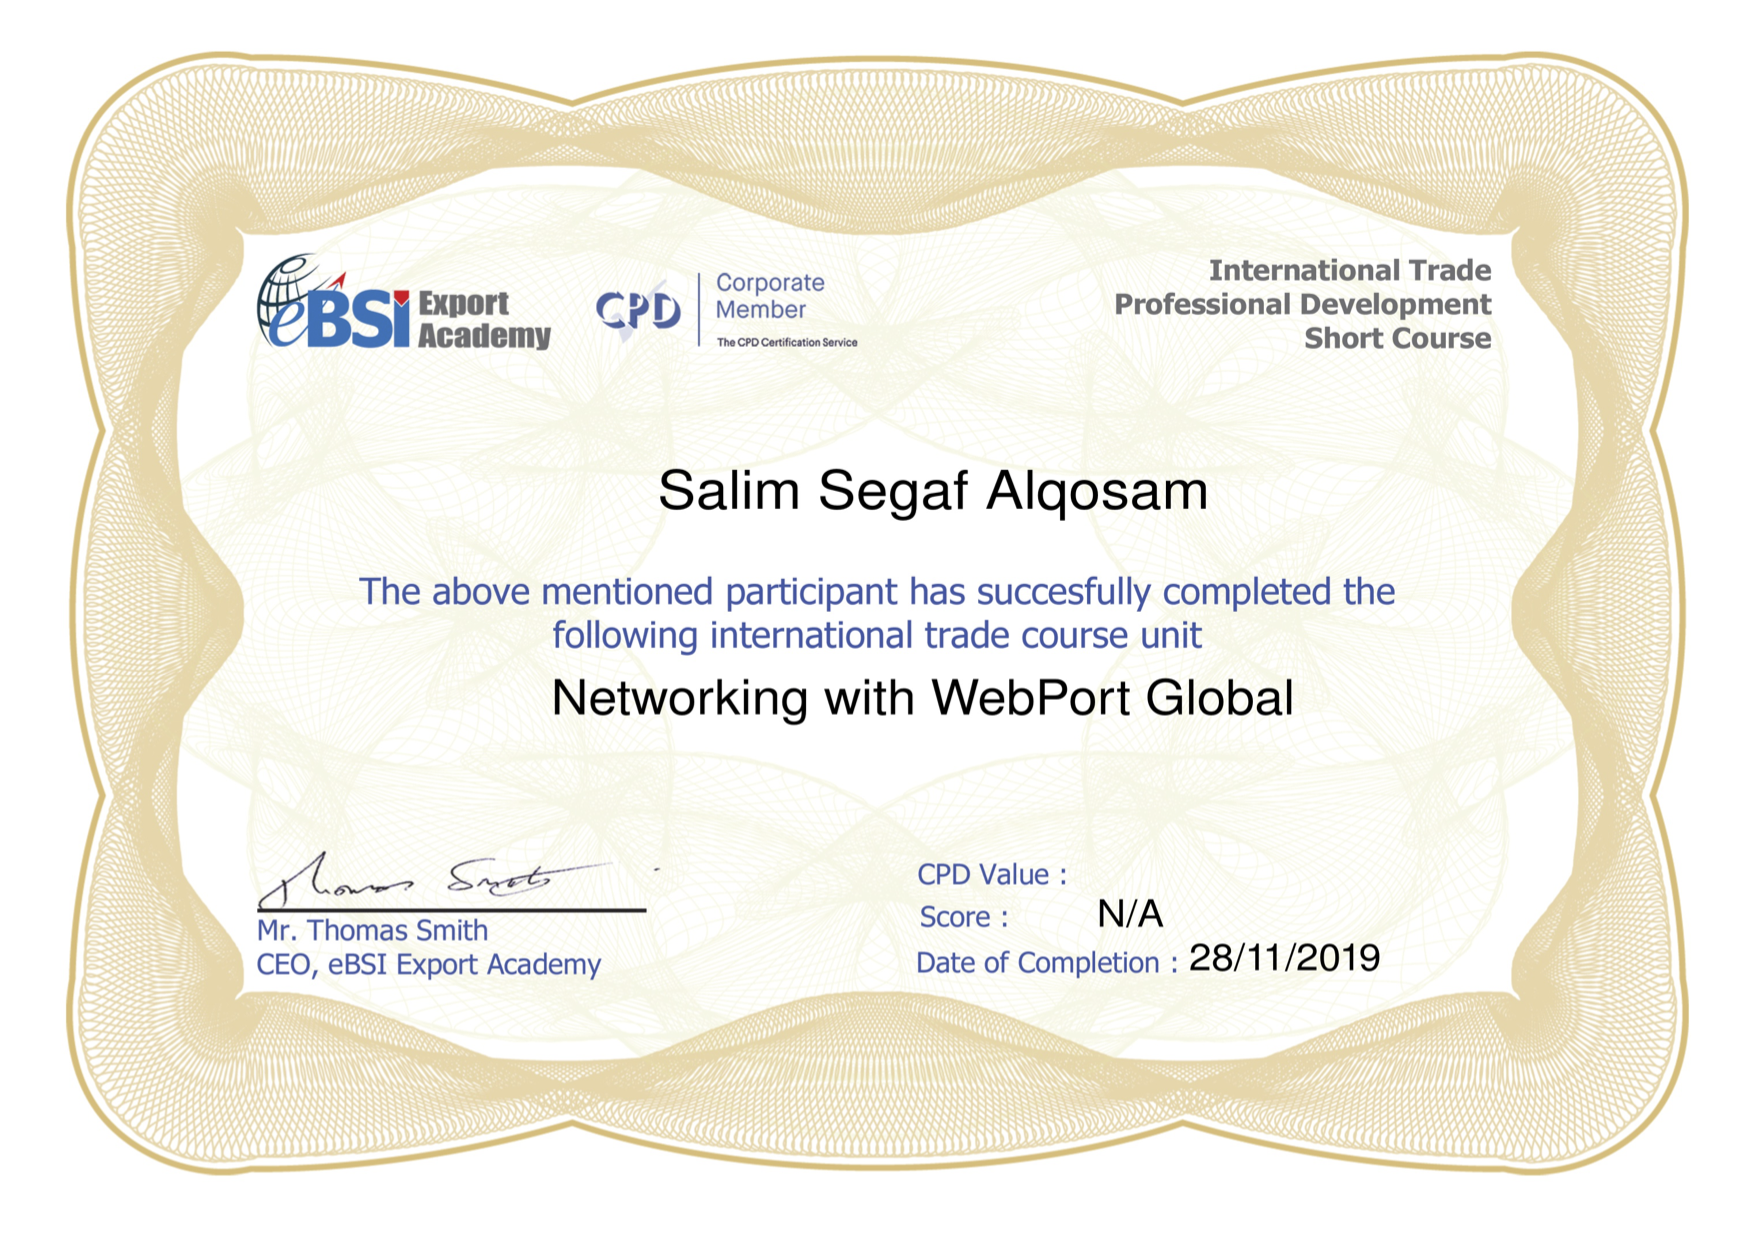 eBSI Export Academy
CPD
Corporate
Member
The CPD Certification Service
International Trade
Professional Development
Short Course
Salim Segaf Alqosam
The above mentioned participant has succesfully completed the
following international trade course unit
Networking with WebPort Global
Thomas Smith
Mr. Thomas Smith
CEO, eBSI Export Academy
CPD Value :
Score : N/A
Date of Completion : 28/11/2019